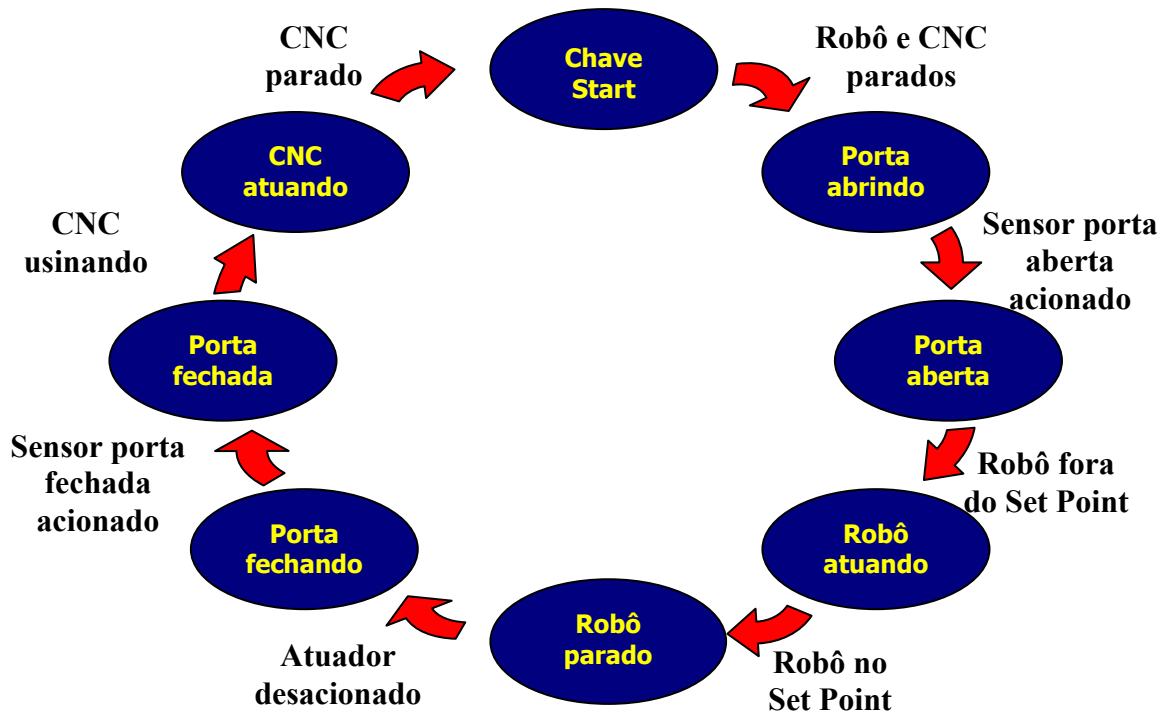 Chave
Start
Robô e CNC
parados
Porta
abrindo
Sensor porta
aberta
acionado
Porta
aberta
Robô fora
do Set Point
Robô
atuando
Robô no
Set Point
Robô
parado
Atuador
desacionado
Porta
fechando
Sensor porta
fechada
acionado
Porta
fechada
CNC
usinando
CNC
atuando
CNC
parado